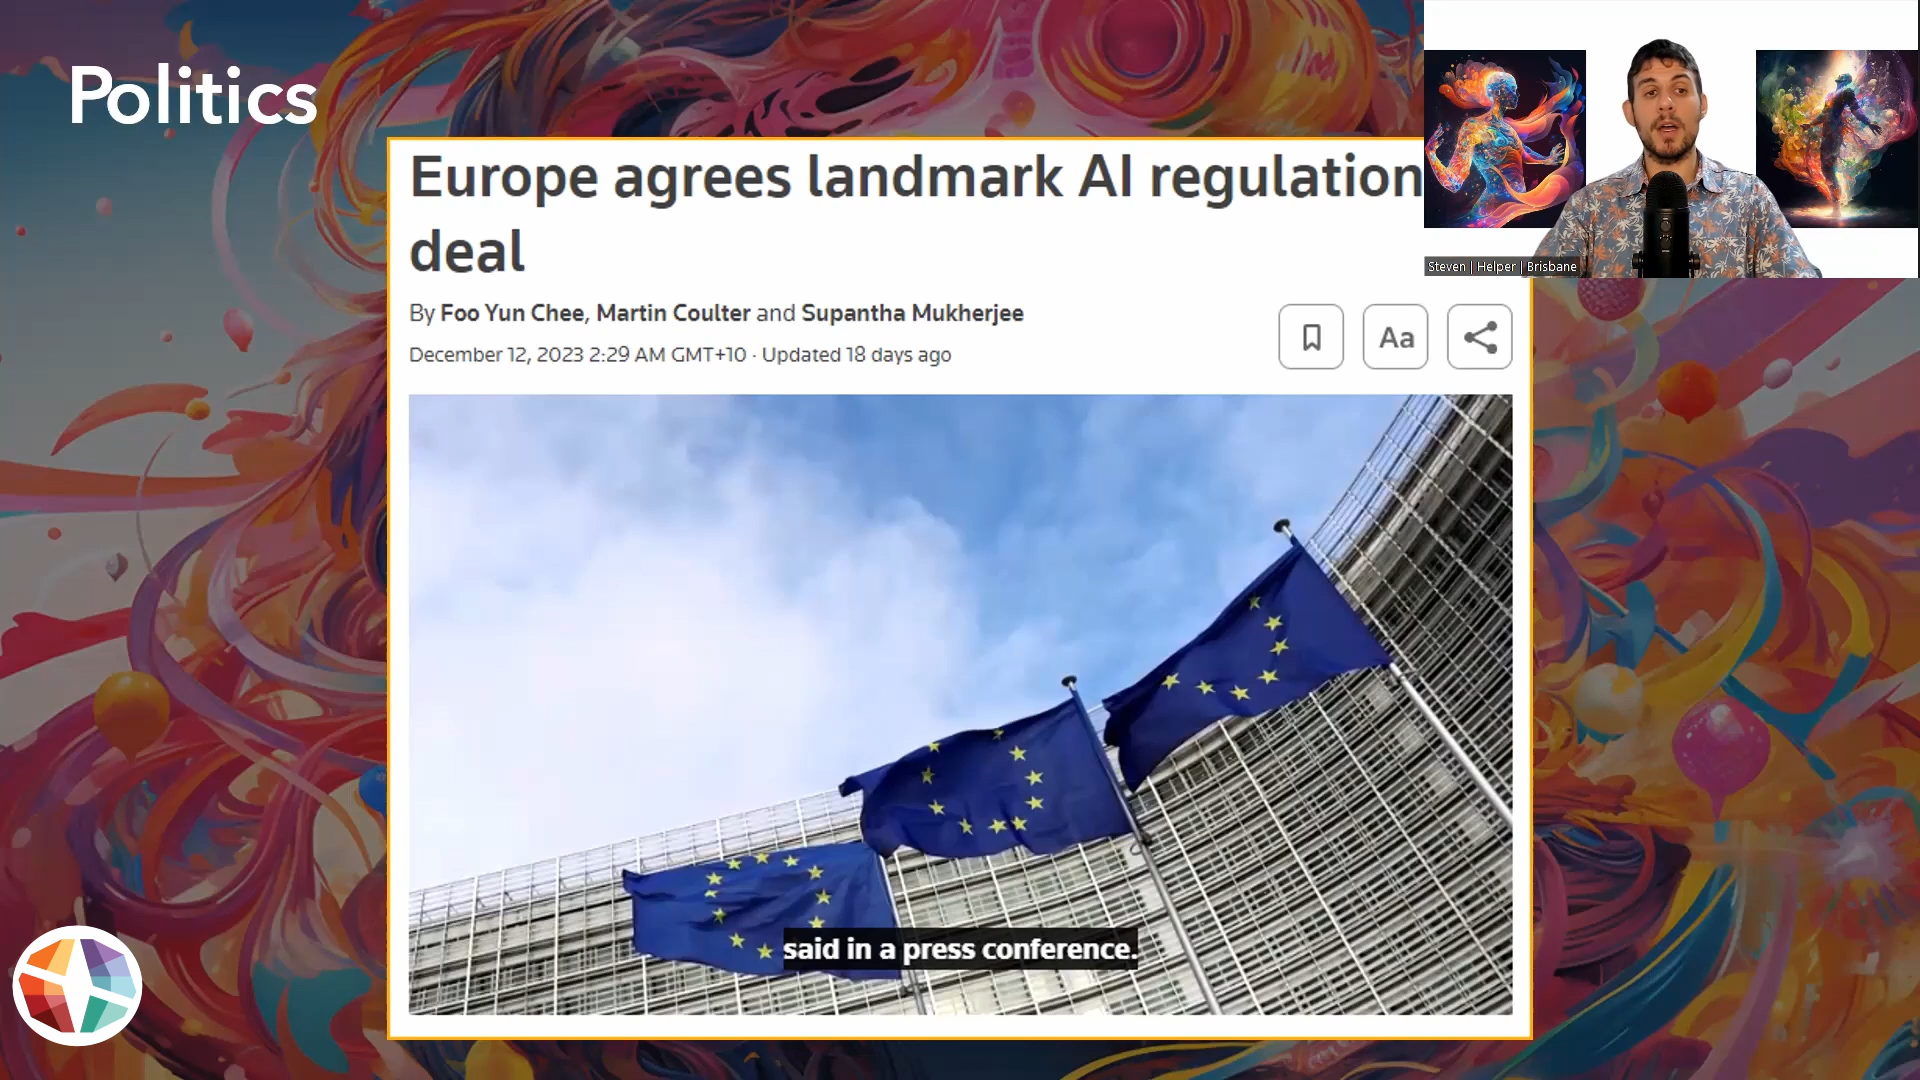 Politics
Europe agrees landmark AI regulation
deal
By Foo Yun Chee, Martin Coulter and Supantha Mukherjee
December 12, 2023 2:29 AM GMT+10 · Updated 18 days ago
Aa
Steven | Helper | Brisbane
said in a press conference.